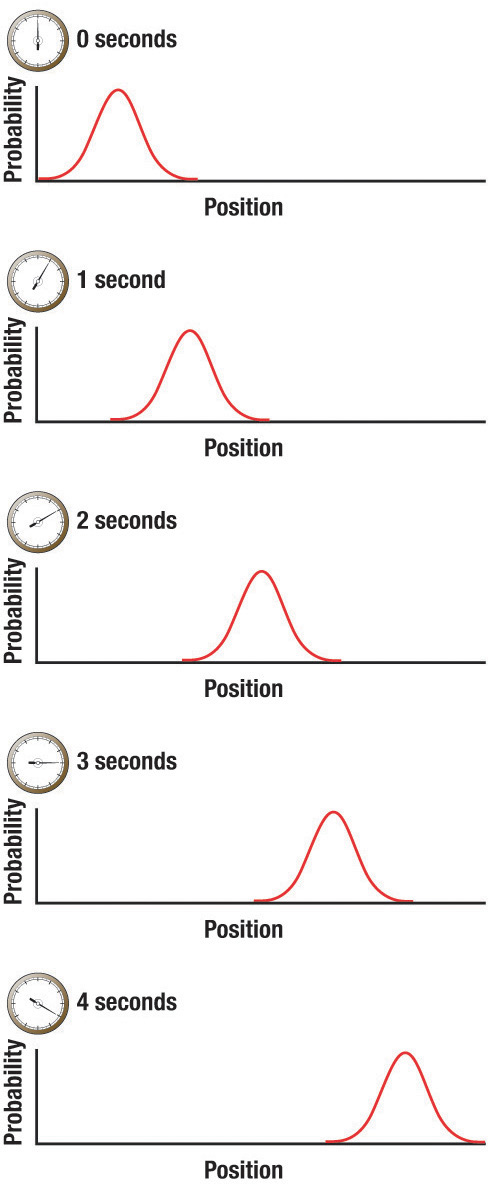 0 seconds
Probability
Position
1 second
Probability
Position
2 seconds
Probability
Position
3 seconds
Probability
Position
4 seconds
Probability
Position